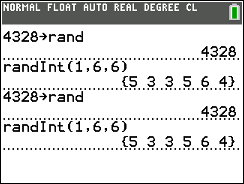 NORMAL FLOAT AUTO REAL DEGREE CL
4328→rand
4328
randInt(1,6,6)
{5 3 3 5 6 4}
4328→rand
4328
randInt(1,6,6)
{5 3 3 5 6 4}